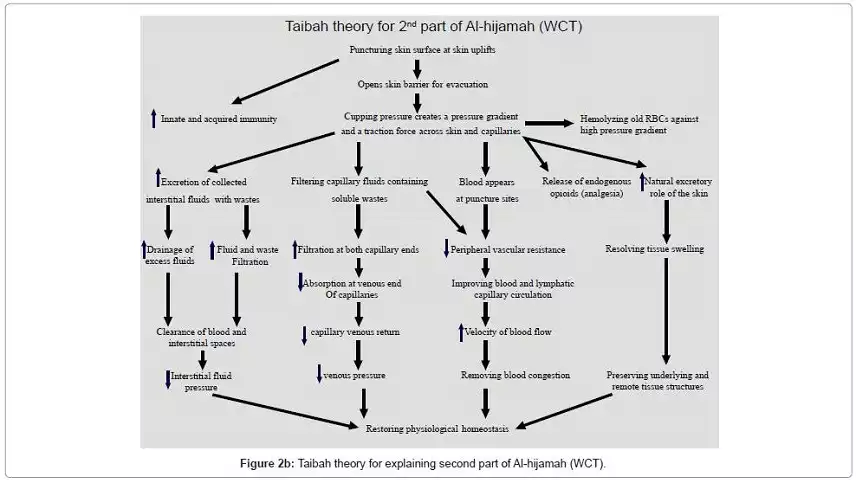 Taibah theory for 2nd part of Al-hijamah (WCT)
Puncturing skin surface at skin uplifts
Opens skin barrier for evacuation
Innate and acquired immunity
Cupping pressure creates a pressure gradient
and a traction force across skin and capillaries
Hemolyzing old RBCs against
high pressure gradient
Excretion of collected
interstitial fluids with wastes
Filtering capillary fluids containing
soluble wastes
Blood appears
at puncture sites
Release of endogenous
opioids (analgesia)
Natural excretory
role of the skin
Drainage of
excess fluids
Fluid and waste
Filtration
Filtration at both capillary ends
Peripheral vascular resistance
Resolving tissue swelling
Absorption at venous end
Of capillaries
Improving blood and lymphatic
capillary circulation
Clearance of blood and
interstitial spaces
capillary venous return
Velocity of blood flow
Interstitial fluid
pressure
venous pressure
Removing blood congestion
Preserving underlying and
remote tissue structures
Restoring physiological homeostasis
Figure 2b: Taibah theory for explaining second part of Al-hijamah (WCT).